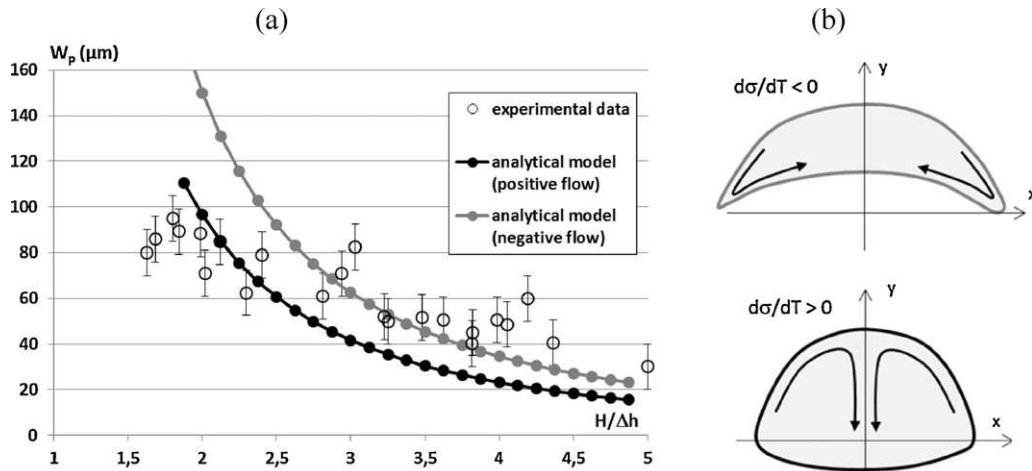 (a)
W_p (μm)
160
140
120
100
80
60
40
20
0
1
1,5
2
2,5
3
3,5
4
4,5
5
H/Δh
experimental data
analytical model
(positive flow)
analytical model
(negative flow)
(b)
y
dσ/dT < 0
x
y
dσ/dT > 0
x